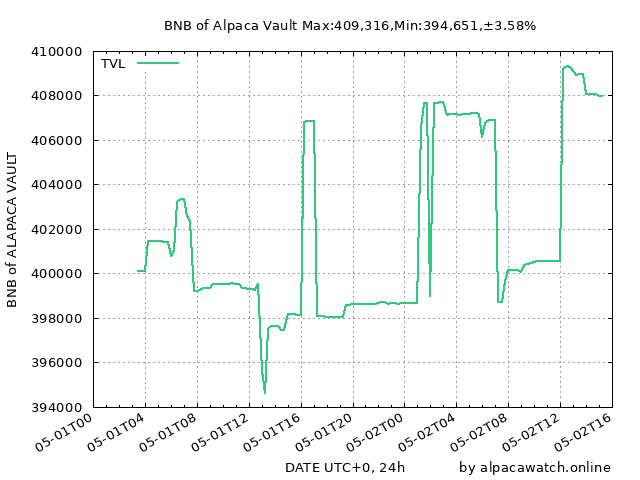 BNB of Alpaca Vault Max:409,316,Min:394,651,±3.58%
TVL
410000
408000
406000
404000
402000
400000
398000
396000
394000
BNB of ALAPACA VAULT
05-01T00
05-01T04
05-01T08
05-01T12
05-01T16
05-01T20
05-02T00
05-02T04
05-02T08
05-02T12
05-02T16
DATE UTC+0, 24h
by alpacawatch.online